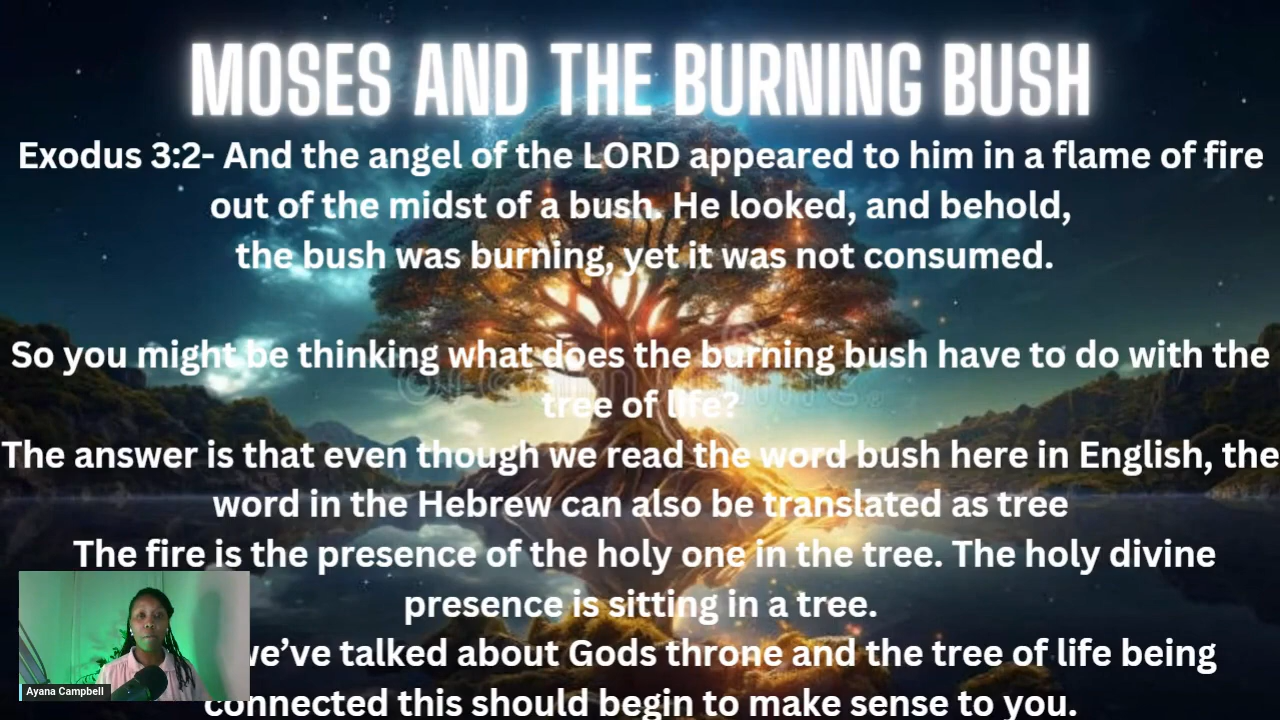 MOSES AND THE BURNING BUSH
Exodus 3:2- And the angel of the LORD appeared to him in a flame of fire
out of the midst of a bush. He looked, and behold,
the bush was burning, yet it was not consumed.
So you might be thinking what does the burning bush have to do with the
tree of life?
The answer is that even though we read the word bush here in English, the
word in the Hebrew can also be translated as tree
The fire is the presence of the holy one in the tree. The holy divine
presence is sitting in a tree.
we've talked about Gods throne and the tree of life being
connected this should begin to make sense to you.
Ayana Campbell